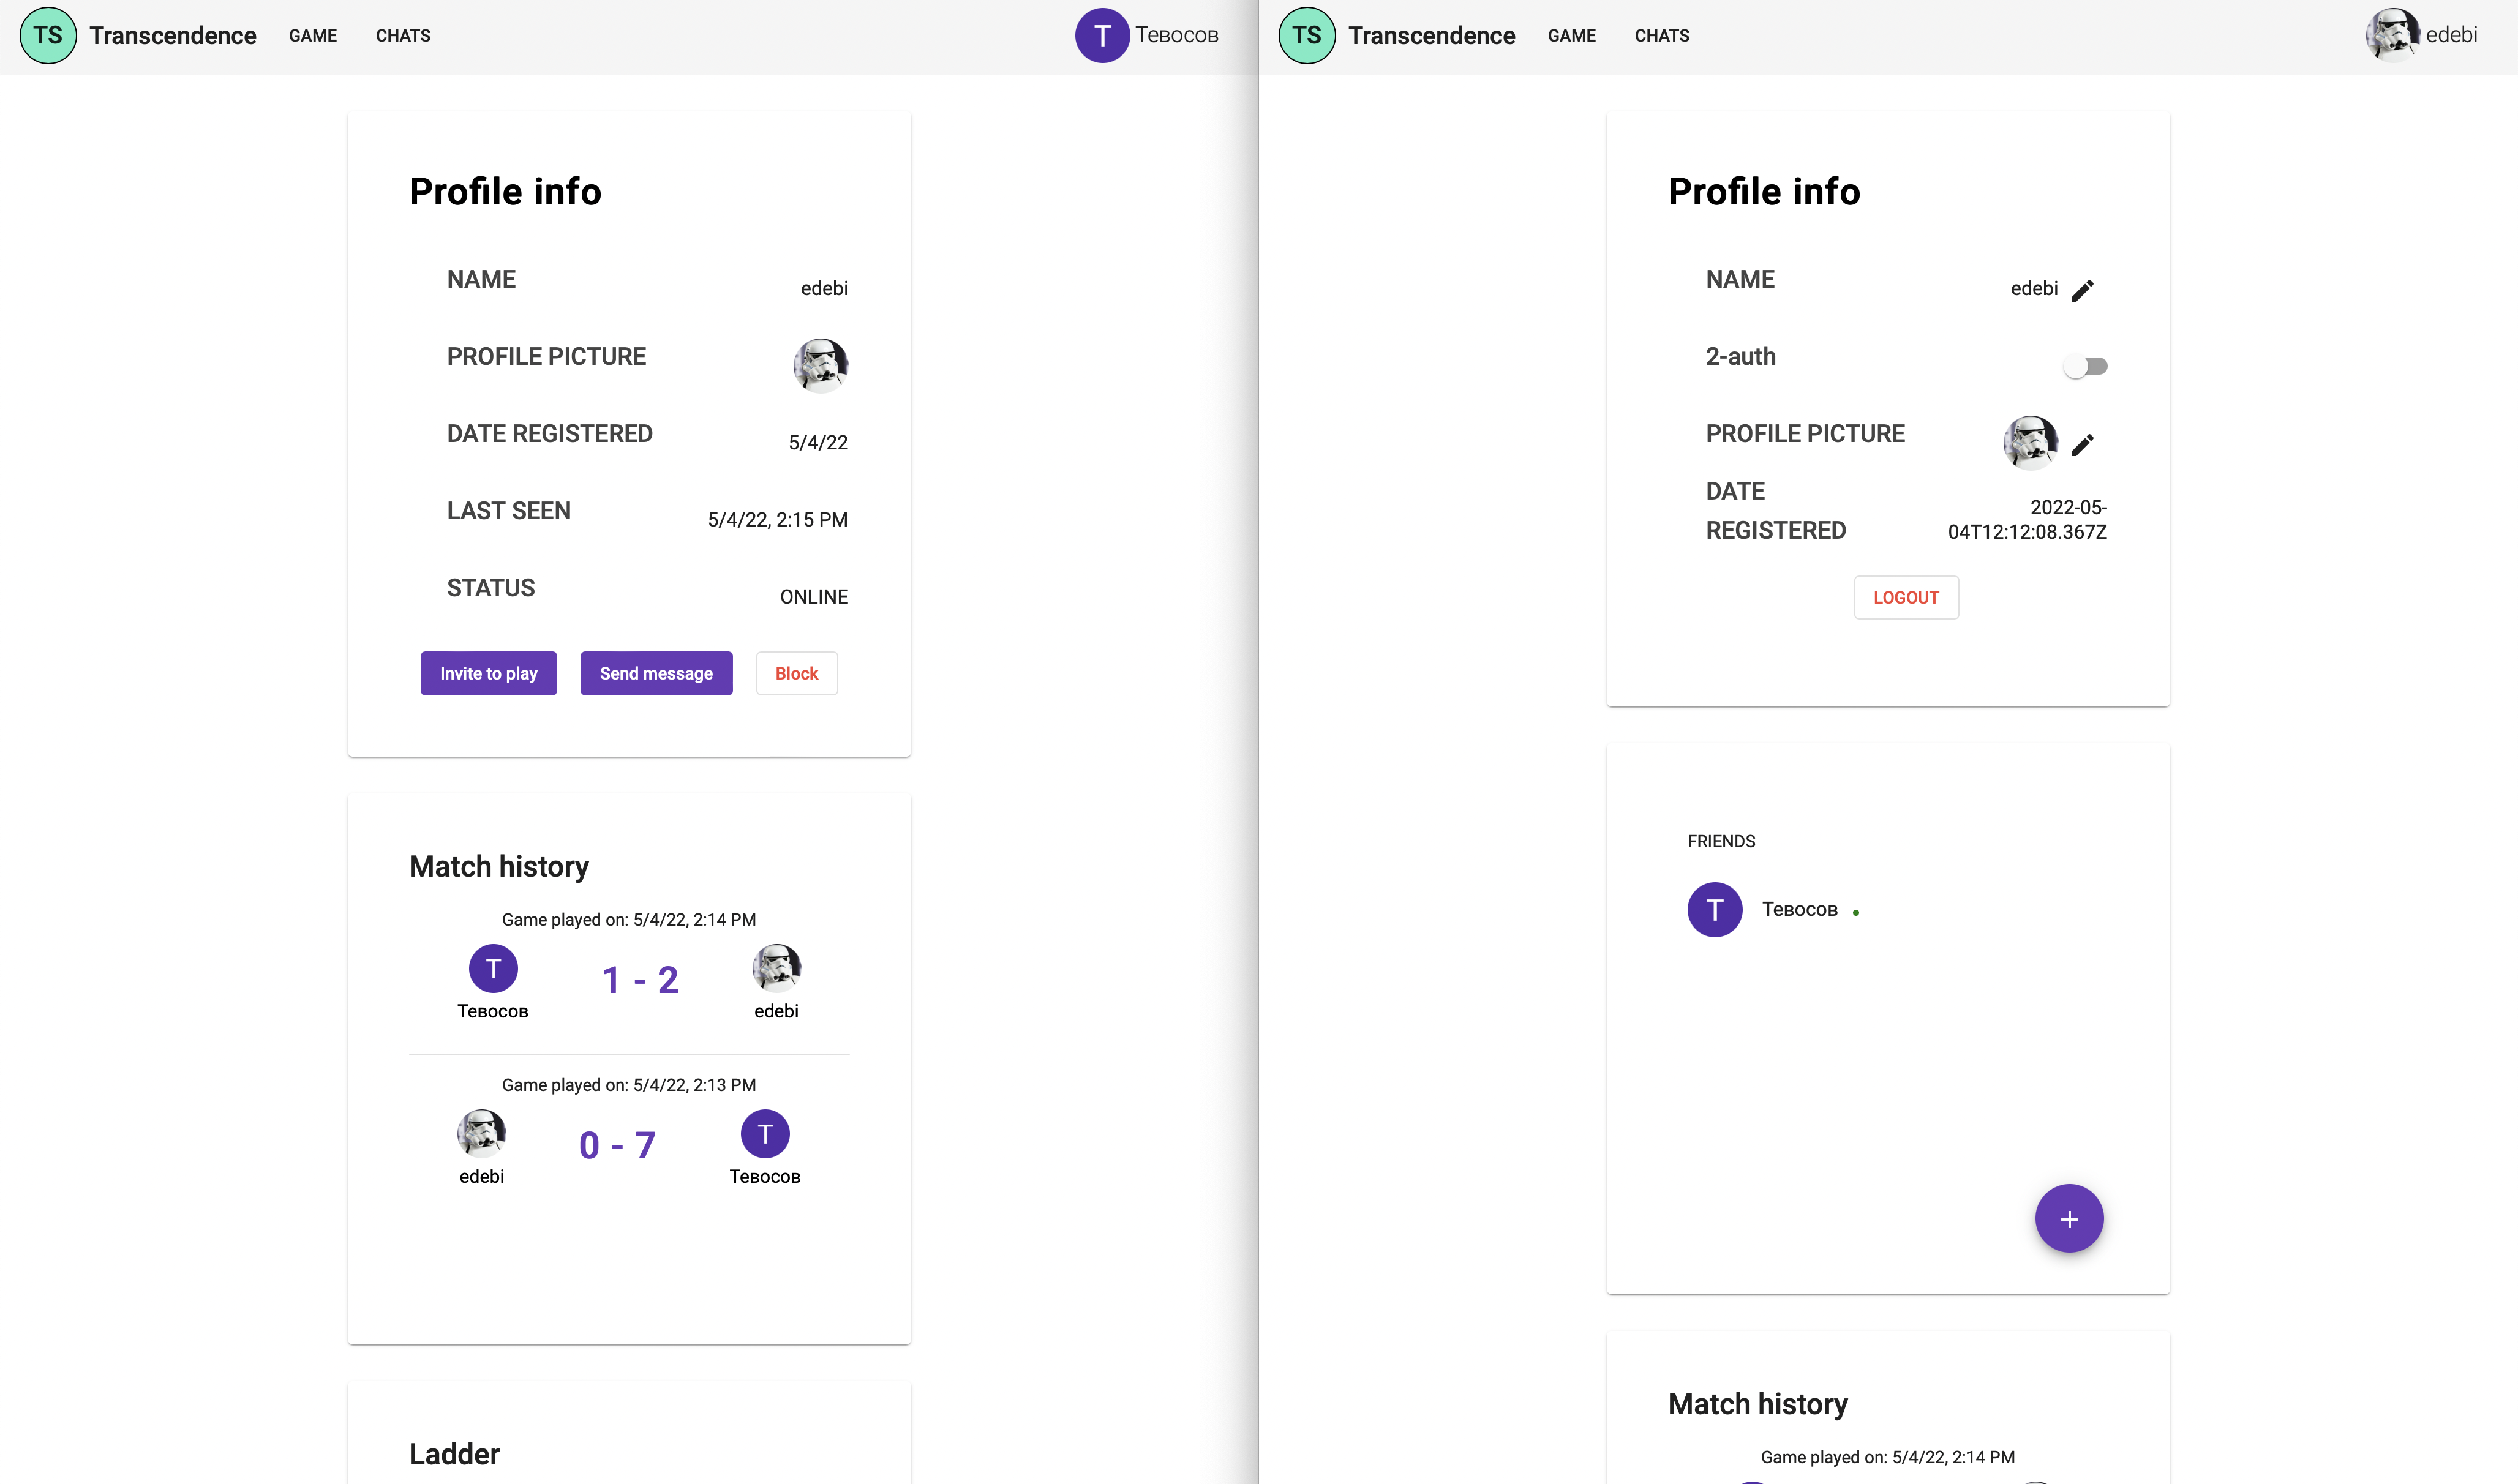 TS Transcendence GAME CHATS
T Тевосов
Profile info
NAME edebi
PROFILE PICTURE
DATE REGISTERED 5/4/22
LAST SEEN 5/4/22, 2:15 PM
STATUS ONLINE
Invite to play Send message Block
Match history
Game played on: 5/4/22, 2:14 PM
T 1 - 2
Тевосов edebi
Game played on: 5/4/22, 2:13 PM
0 - 7 T
edebi Тевосов
Ladder
TS Transcendence GAME CHATS
edebi
Profile info
NAME edebi
2-auth
PROFILE PICTURE
DATE
REGISTERED
2022-05-
04T12:12:08.367Z
LOGOUT
FRIENDS
T Тевосов
+
Match history
Game played on: 5/4/22, 2:14 PM